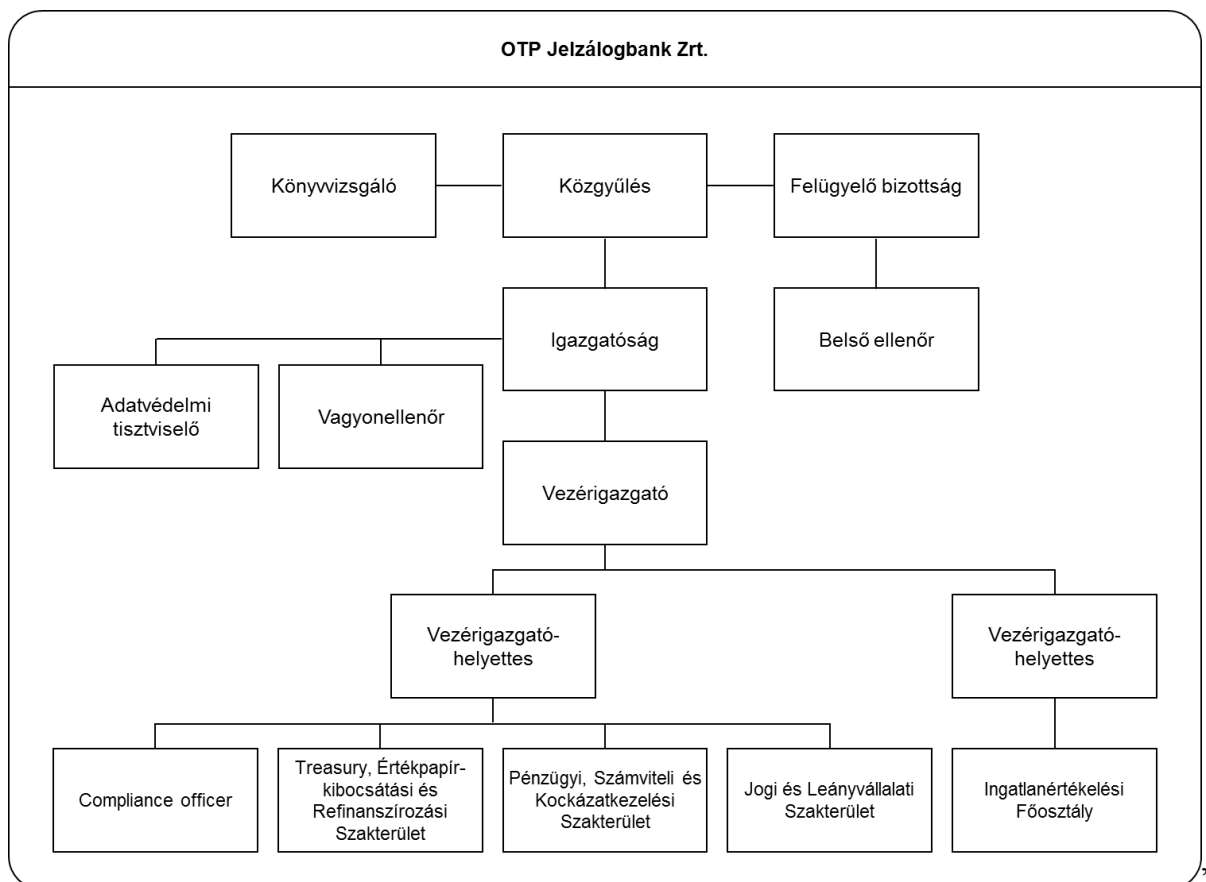 OTP Jelzálogbank Zrt.
Könyvvizsgáló
Közgyűlés
Felügyelő bizottság
Igazgatóság
Belső ellenőr
Adatvédelmi
tisztviselő
Vagyonellenőr
Vezérigazgató
Vezérigazgató-
helyettes
Vezérigazgató-
helyettes
Compliance officer
Treasury, Értékpapír-
kibocsátási és
Refinanszírozási
Szakterület
Pénzügyi, Számviteli és
Kockázatkezelési
Szakterület
Jogi és Leányvállalati
Szakterület
Ingatlanértékelési
Főosztály
,